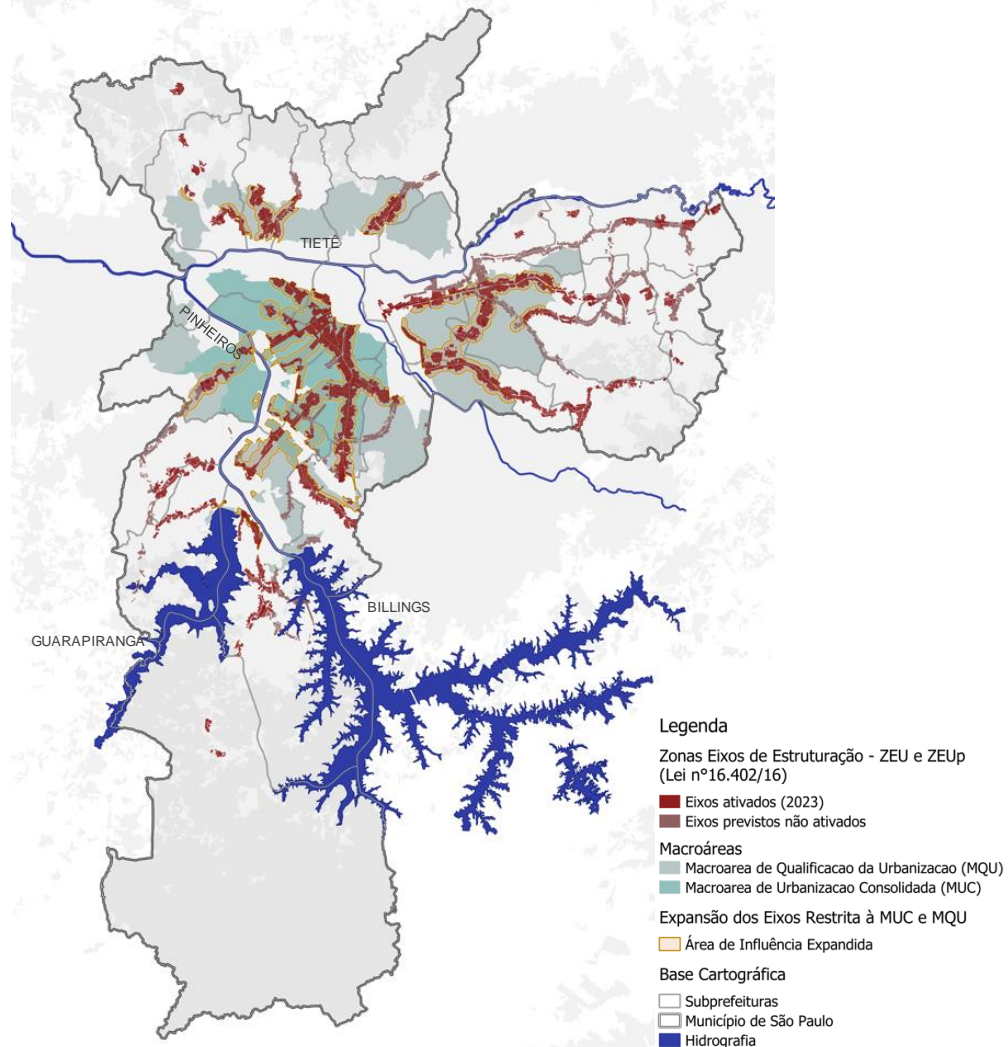 TIETÊ
PINHEIROS
BILLINGS
GUARAPIRANGA
Legenda
Zonas Eixos de Estruturação - ZEU e ZEUp
(Lei n°16.402/16)
Eixos ativados (2023)
Eixos previstos não ativados
Macroáreas
Macroarea de Qualificacao da Urbanizacao (MQU)
Macroarea de Urbanizacao Consolidada (MUC)
Expansão dos Eixos Restrita à MUC e MQU
Área de Influência Expandida
Base Cartográfica
Subprefeituras
Município de São Paulo
Hidrografia